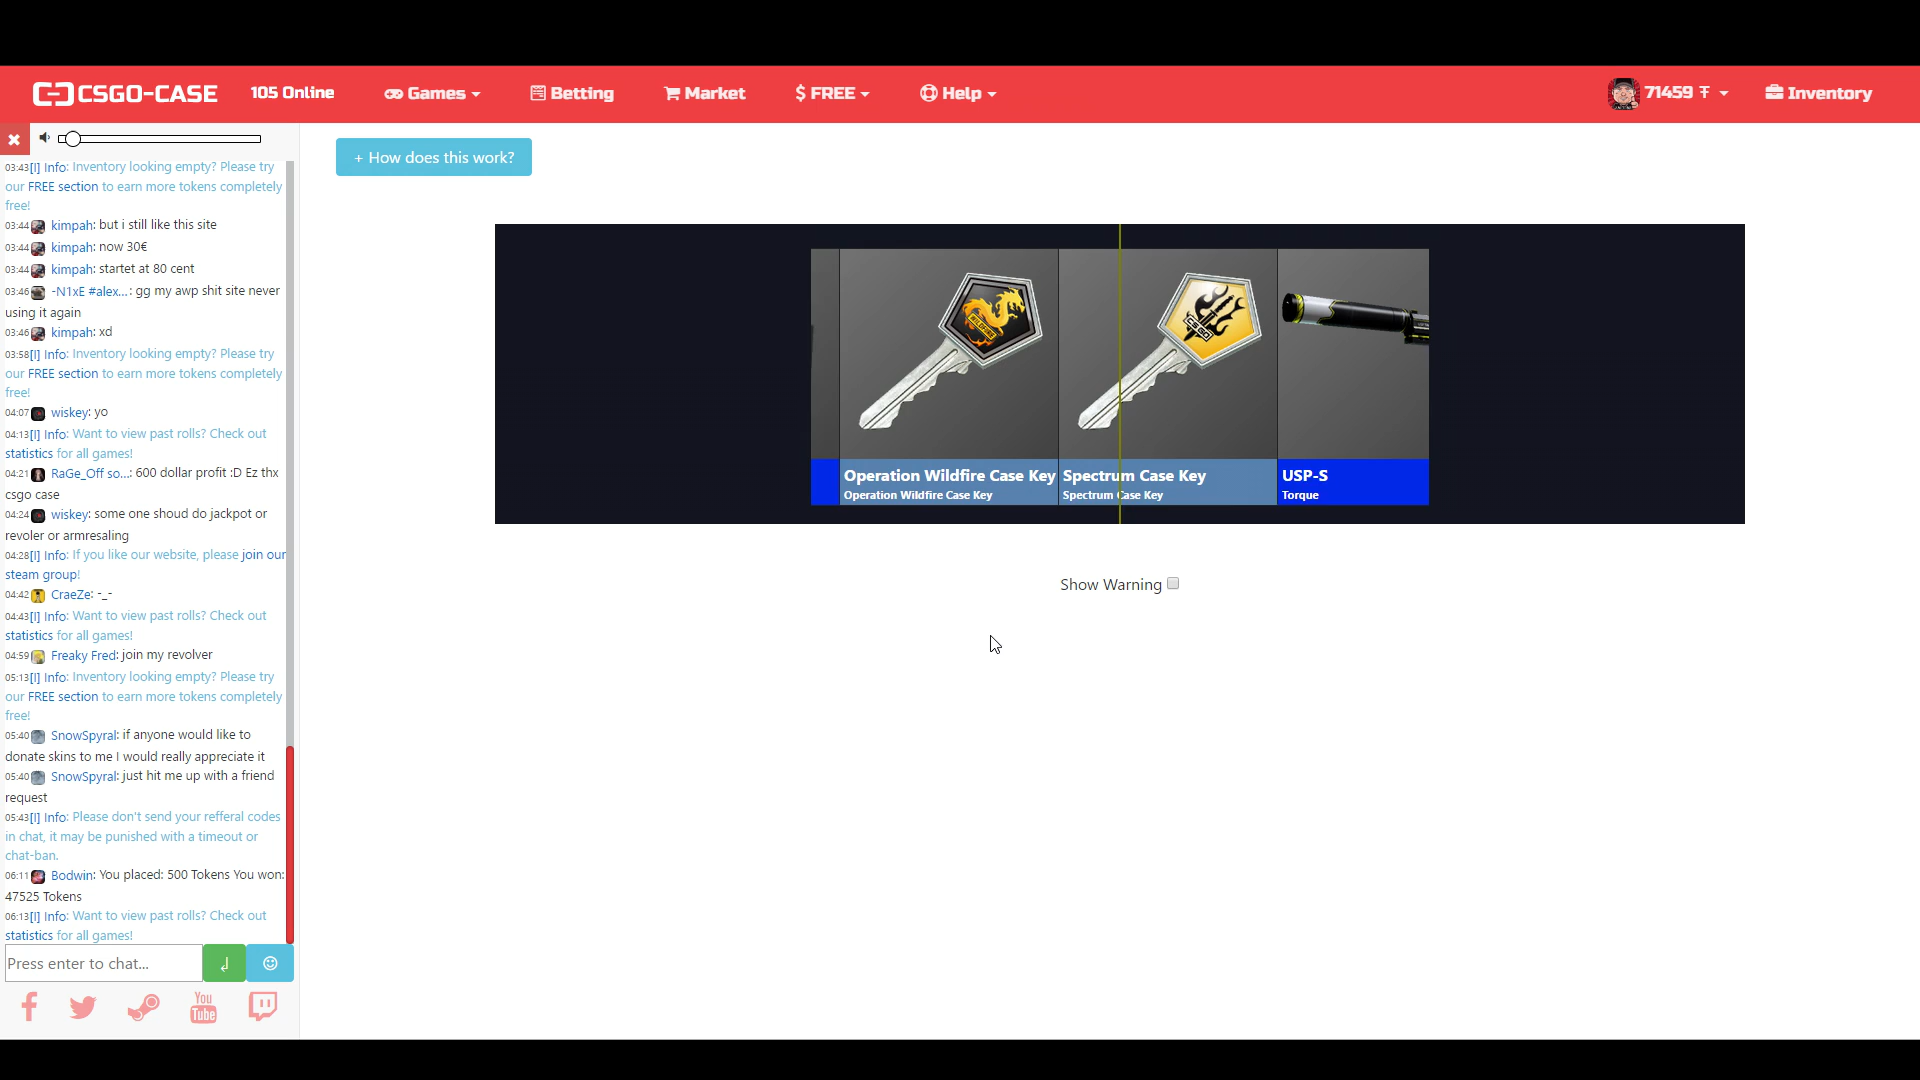 CSGO-CASE
105 Online
Games
Betting
Market
$ FREE
Help
71459 Ŧ
Inventory
+ How does this work?
03:43[I] Info: Inventory looking empty? Please try
our FREE section to earn more tokens completely
free!
03:44 kimpah: but i still like this site
03:44 kimpah: now 30€
03:44 kimpah: startet at 80 cent
03:46 -N1xE #alex...: gg my awp shit site never
using it again
03:46 kimpah: xd
03:58[I] Info: Inventory looking empty? Please try
our FREE section to earn more tokens completely
free!
04:07 wiskey: yo
04:13[I] Info: Want to view past rolls? Check out
statistics for all games!
04:21 RaGe_Off so...: 600 dollar profit :D Ez thx
csgo case
04:24 wiskey: some one shoud do jackpot or
revoler or armresaling
04:28[I] Info: If you like our website, please join our
steam group!
04:42 CraeZe: -_-
04:43[I] Info: Want to view past rolls? Check out
statistics for all games!
04:59 Freaky Fred: join my revolver
05:13[I] Info: Inventory looking empty? Please try
our FREE section to earn more tokens completely
free!
05:40 SnowSpyral: if anyone would like to
donate skins to me I would really appreciate it
05:40 SnowSpyral: just hit me up with a friend
request
05:43[I] Info: Please don't send your refferal codes
in chat, it may be punished with a timeout or
chat-ban.
06:11 Bodwin: You placed: 500 Tokens You won:
47525 Tokens
06:13[I] Info: Want to view past rolls? Check out
statistics for all games!
Press enter to chat...
You
Tube
WILDFIRE
CS GO
Operation Wildfire Case Key
Operation Wildfire Case Key
Spectrum Case Key
Spectrum Case Key
USP-S
Torque
Show Warning